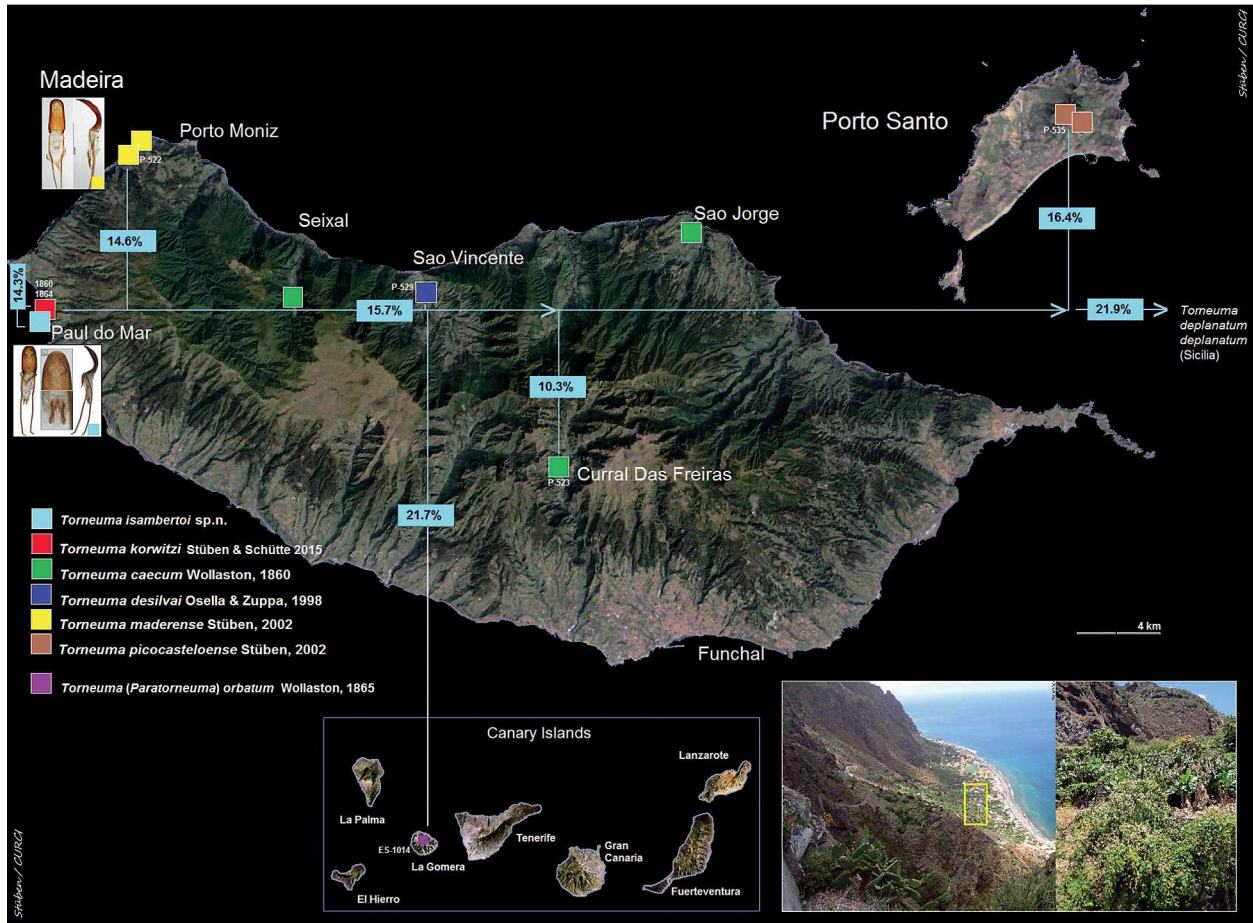 Stüben / CURCI
Madeira
Porto Moniz
P-522
Porto Santo
P-535
Seixal
Sao Jorge
14.6%
16.4%
Sao Vincente
P-529
14.3%
1860
1864
15.7%
21.9%
Torneuma
deplanatum
deplanatum
(Sicilia)
Paul do Mar
10.3%
Curral Das Freiras
P-523
21.7%
Torneuma isambertoi sp.n.
Torneuma korwitzi Stüben & Schütte 2015
Torneuma caecum Wollaston, 1860
Torneuma desilvai Osella & Zuppa, 1998
Torneuma maderense Stüben, 2002
Torneuma picocasteloense Stüben, 2002
Torneuma (Paratorneuma) orbatum Wollaston, 1865
4 km
Funchal
Canary Islands
Lanzarote
La Palma
Tenerife
ES-1014
La Gomera
Gran
Canaria
El Hierro
Fuerteventura
Stüben / CURCI